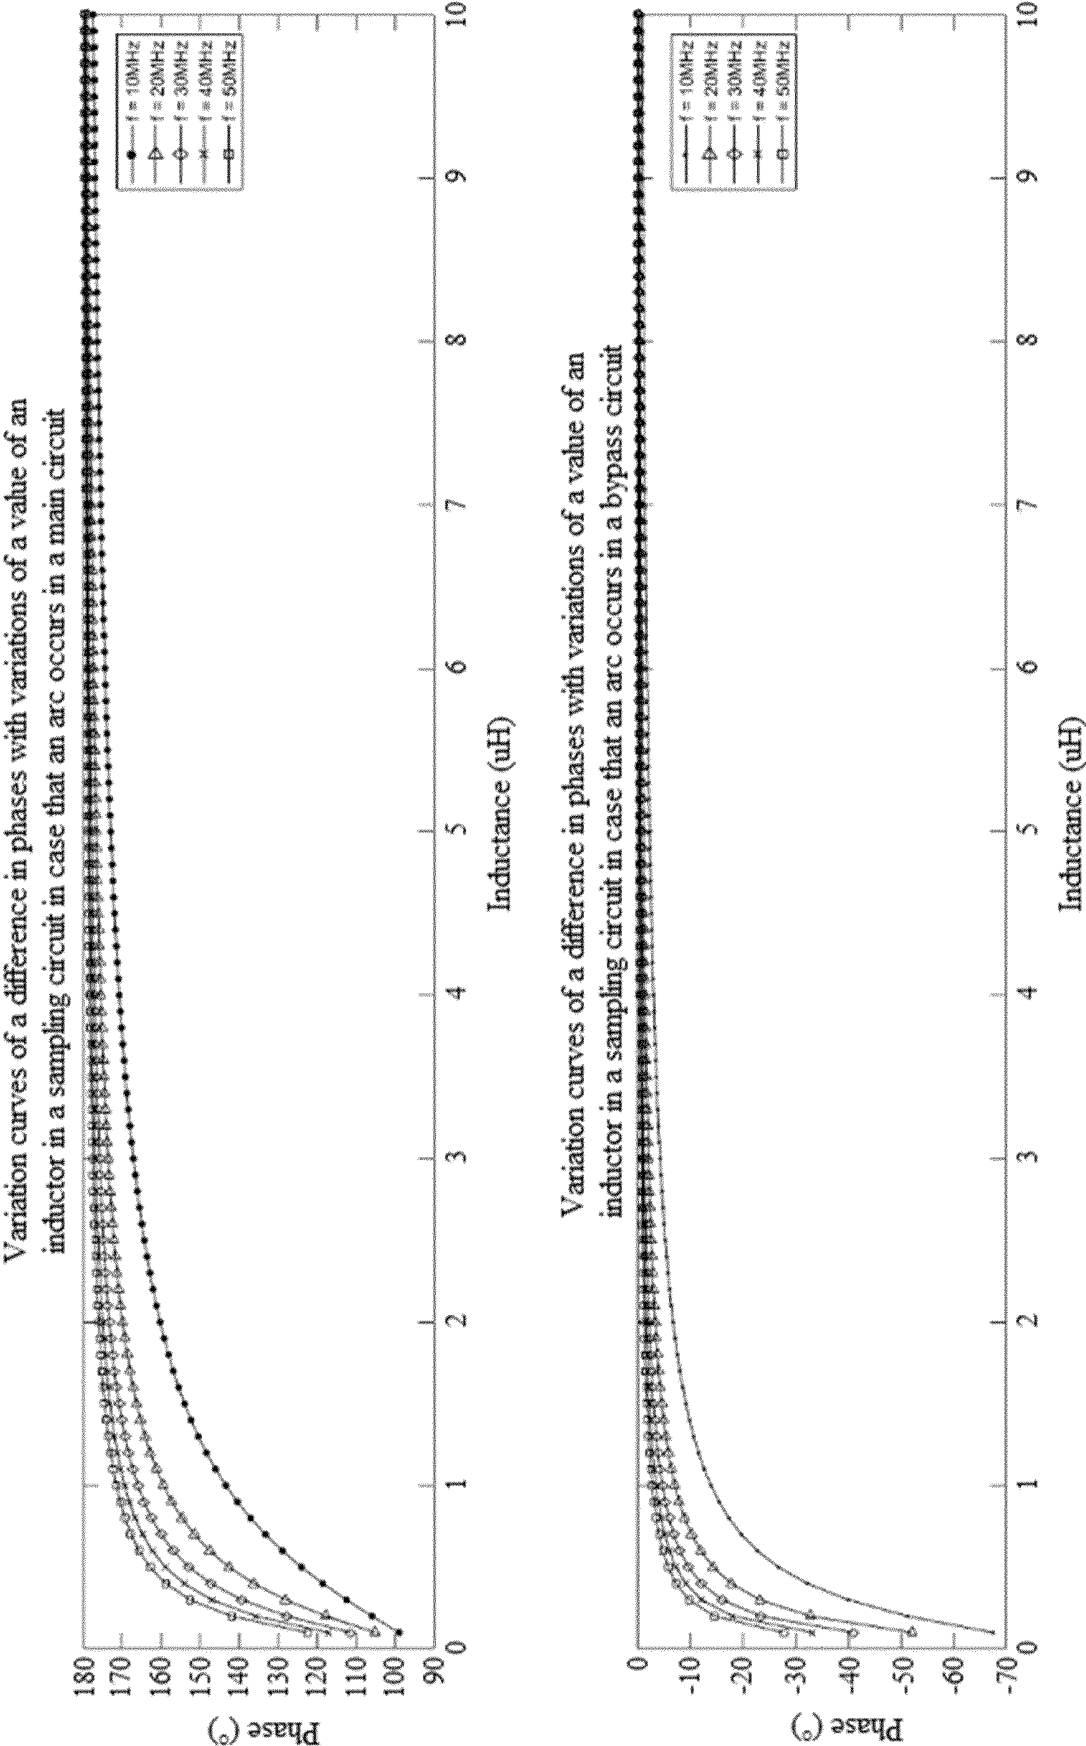 Variation curves of a difference in phases with variations of a value of an
inductor in a sampling circuit in case that an arc occurs in a main circuit
180
170
160
150
140
130
120
110
100
90
Phase (°)
f = 10MHz
f = 20MHz
f = 30MHz
f = 40MHz
f = 50MHz
0
1
2
3
4
5
6
7
8
9
10
Inductance (uH)
Variation curves of a difference in phases with variations of a value of an
inductor in a sampling circuit in case that an arc occurs in a bypass circuit
0
-10
-20
-30
-40
-50
-60
-70
Phase (°)
f = 10MHz
f = 20MHz
f = 30MHz
f = 40MHz
f = 50MHz
0
1
2
3
4
5
6
7
8
9
10
Inductance (uH)